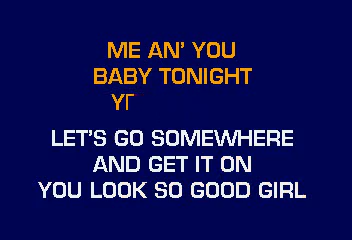 ME AN' YOU
BABY TONIGHT
LET'S GO SOMEWHERE
AND GET IT ON
YOU LOOK SO GOOD GIRL